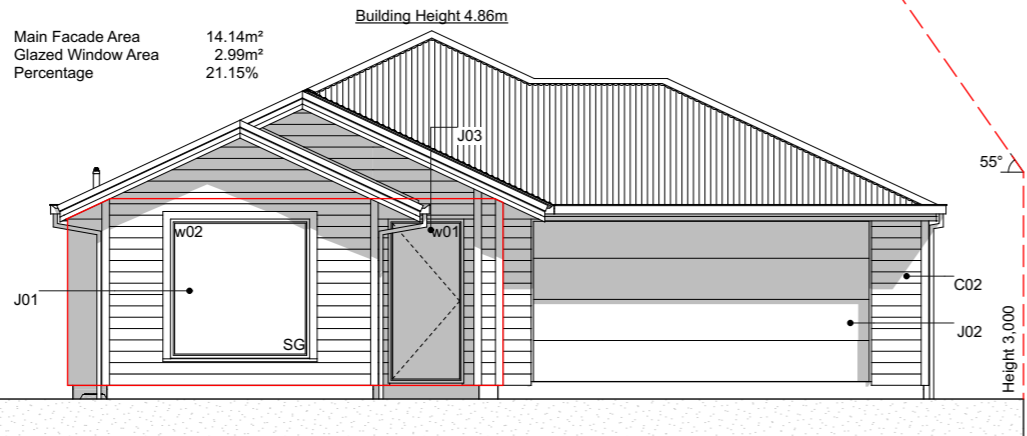 Building Height 4.86m
Main Facade Area 14.14m²
Glazed Window Area 2.99m²
Percentage 21.15%
J03
55°
w02
w01
J01
C02
SG
J02
Height 3,000